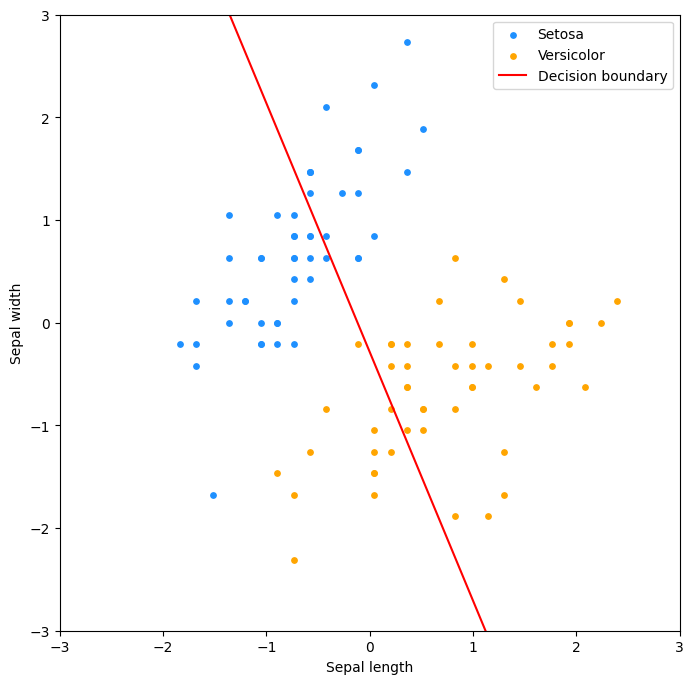 Setosa
Versicolor
Decision boundary
3
2
1
0
−1
−2
−3
Sepal width
−3
−2
−1
0
1
2
3
Sepal length